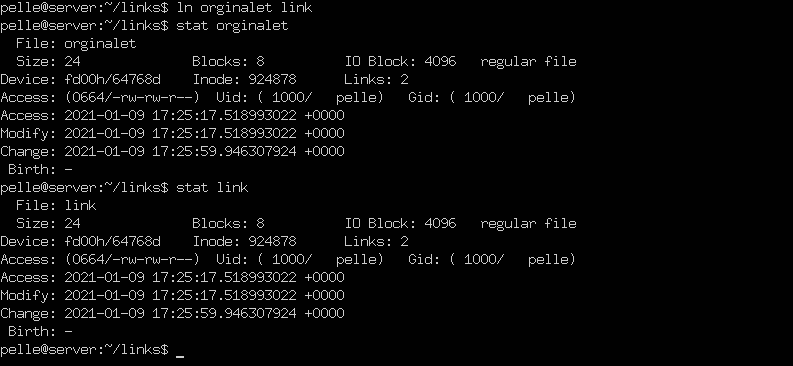 pelle@server:~/links$ ln orginalet link
pelle@server:~/links$ stat orginalet
  File: orginalet
  Size: 24              Blocks: 8          IO Block: 4096   regular file
Device: fd00h/64768d    Inode: 924878      Links: 2
Access: (0664/-rw-rw-r--)  Uid: ( 1000/   pelle)   Gid: ( 1000/   pelle)
Access: 2021-01-09 17:25:17.518993022 +0000
Modify: 2021-01-09 17:25:17.518993022 +0000
Change: 2021-01-09 17:25:59.946307924 +0000
 Birth: -
pelle@server:~/links$ stat link
  File: link
  Size: 24              Blocks: 8          IO Block: 4096   regular file
Device: fd00h/64768d    Inode: 924878      Links: 2
Access: (0664/-rw-rw-r--)  Uid: ( 1000/   pelle)   Gid: ( 1000/   pelle)
Access: 2021-01-09 17:25:17.518993022 +0000
Modify: 2021-01-09 17:25:17.518993022 +0000
Change: 2021-01-09 17:25:59.946307924 +0000
 Birth: -
pelle@server:~/links$ _